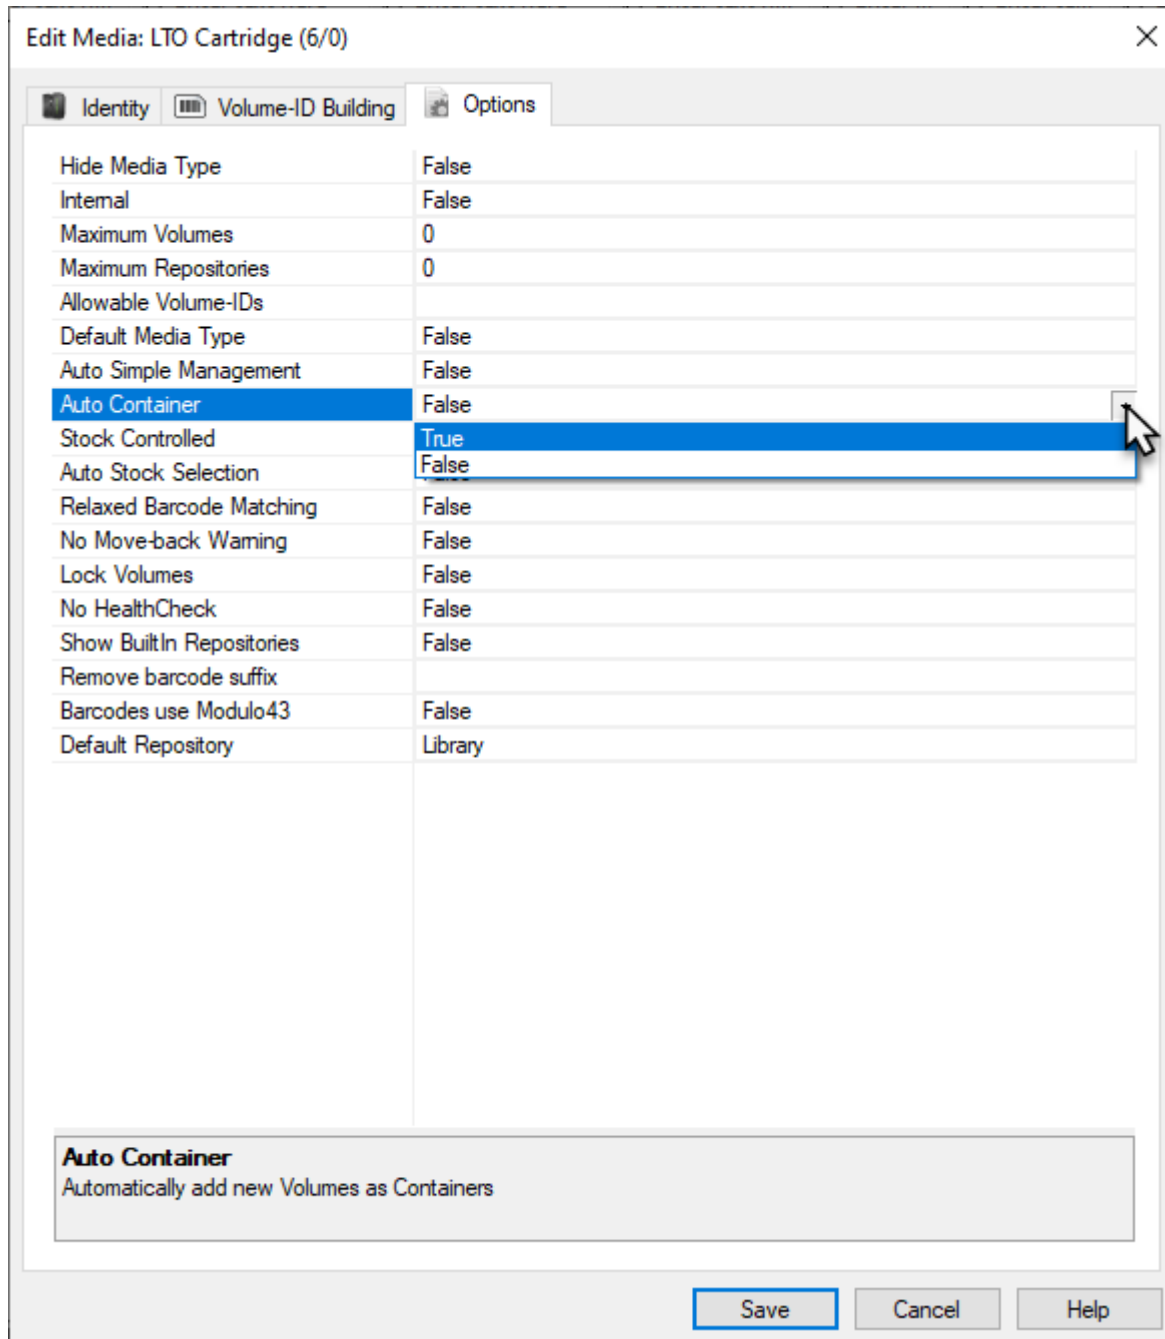 Edit Media: LTO Cartridge (6/0)
Identity Volume-ID Building Options
Hide Media Type False
Internal False
Maximum Volumes 0
Maximum Repositories 0
Allowable Volume-IDs
Default Media Type False
Auto Simple Management False
Auto Container False
Stock Controlled True
False
Auto Stock Selection
Relaxed Barcode Matching False
No Move-back Warning False
Lock Volumes False
No HealthCheck False
Show BuiltIn Repositories False
Remove barcode suffix
Barcodes use Modulo43 False
Default Repository Library
Auto Container
Automatically add new Volumes as Containers
Save Cancel Help